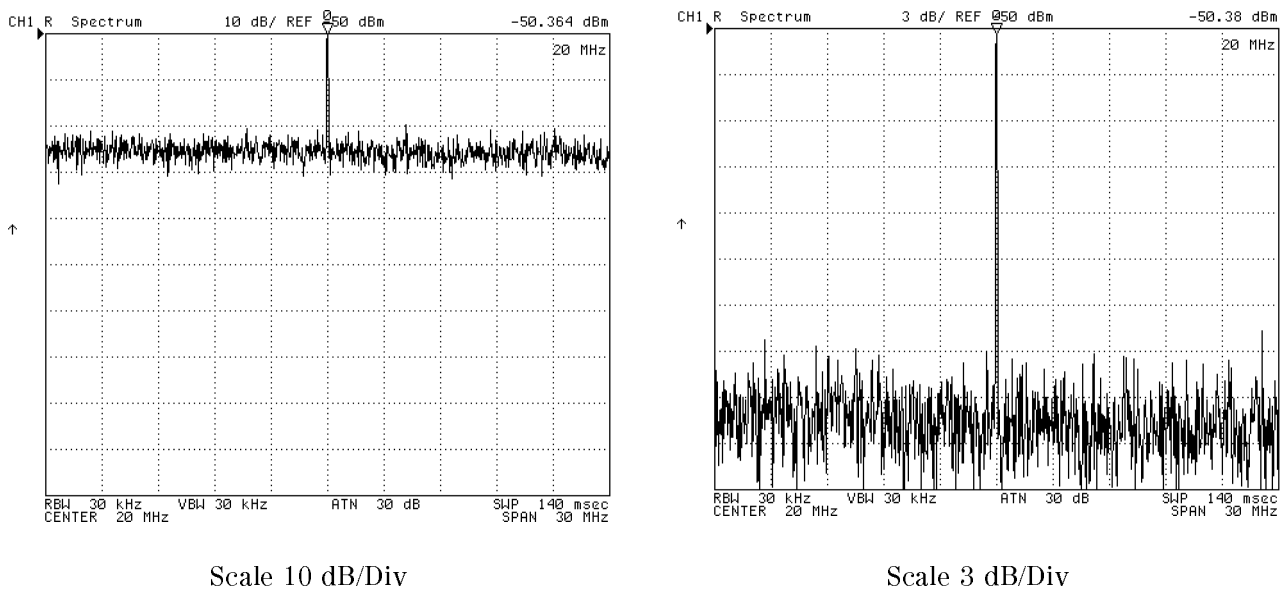 CH1 R Spectrum 10 dB/ REF -50 dBm -50.364 dBm
0
20 MHz
RBW 30 kHz VBW 30 kHz ATN 30 dB SWP 140 msec
CENTER 20 MHz SPAN 30 MHz
Scale 10 dB/Div
CH1 R Spectrum 3 dB/ REF -50 dBm -50.38 dBm
0
20 MHz
RBW 30 kHz VBW 30 kHz ATN 30 dB SWP 140 msec
CENTER 20 MHz SPAN 30 MHz
Scale 3 dB/Div